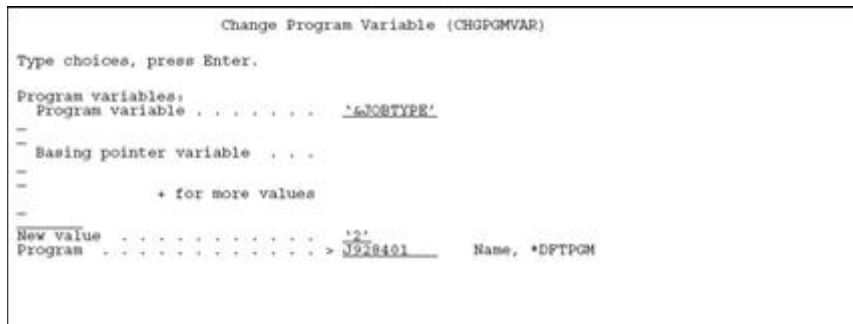 Change Program Variable (CHGPGMVAR)
Type choices, press Enter.
Program variables:
Program variable . . . . . . . '&JOBTYPE'
Basing pointer variable . . .
+ for more values
New value . . . . . . . . . . . '2'
Program . . . . . . . . . . . . > J928401 Name, *DFTPGM